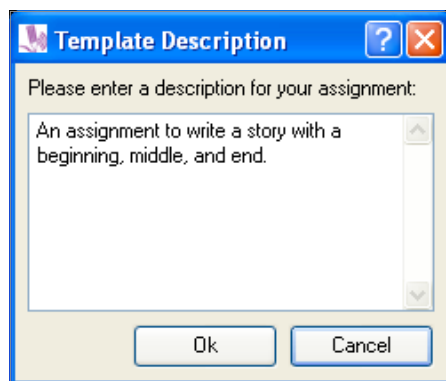 Template Description
?
Please enter a description for your assignment:
An assignment to write a story with a
beginning, middle, and end.
Ok
Cancel